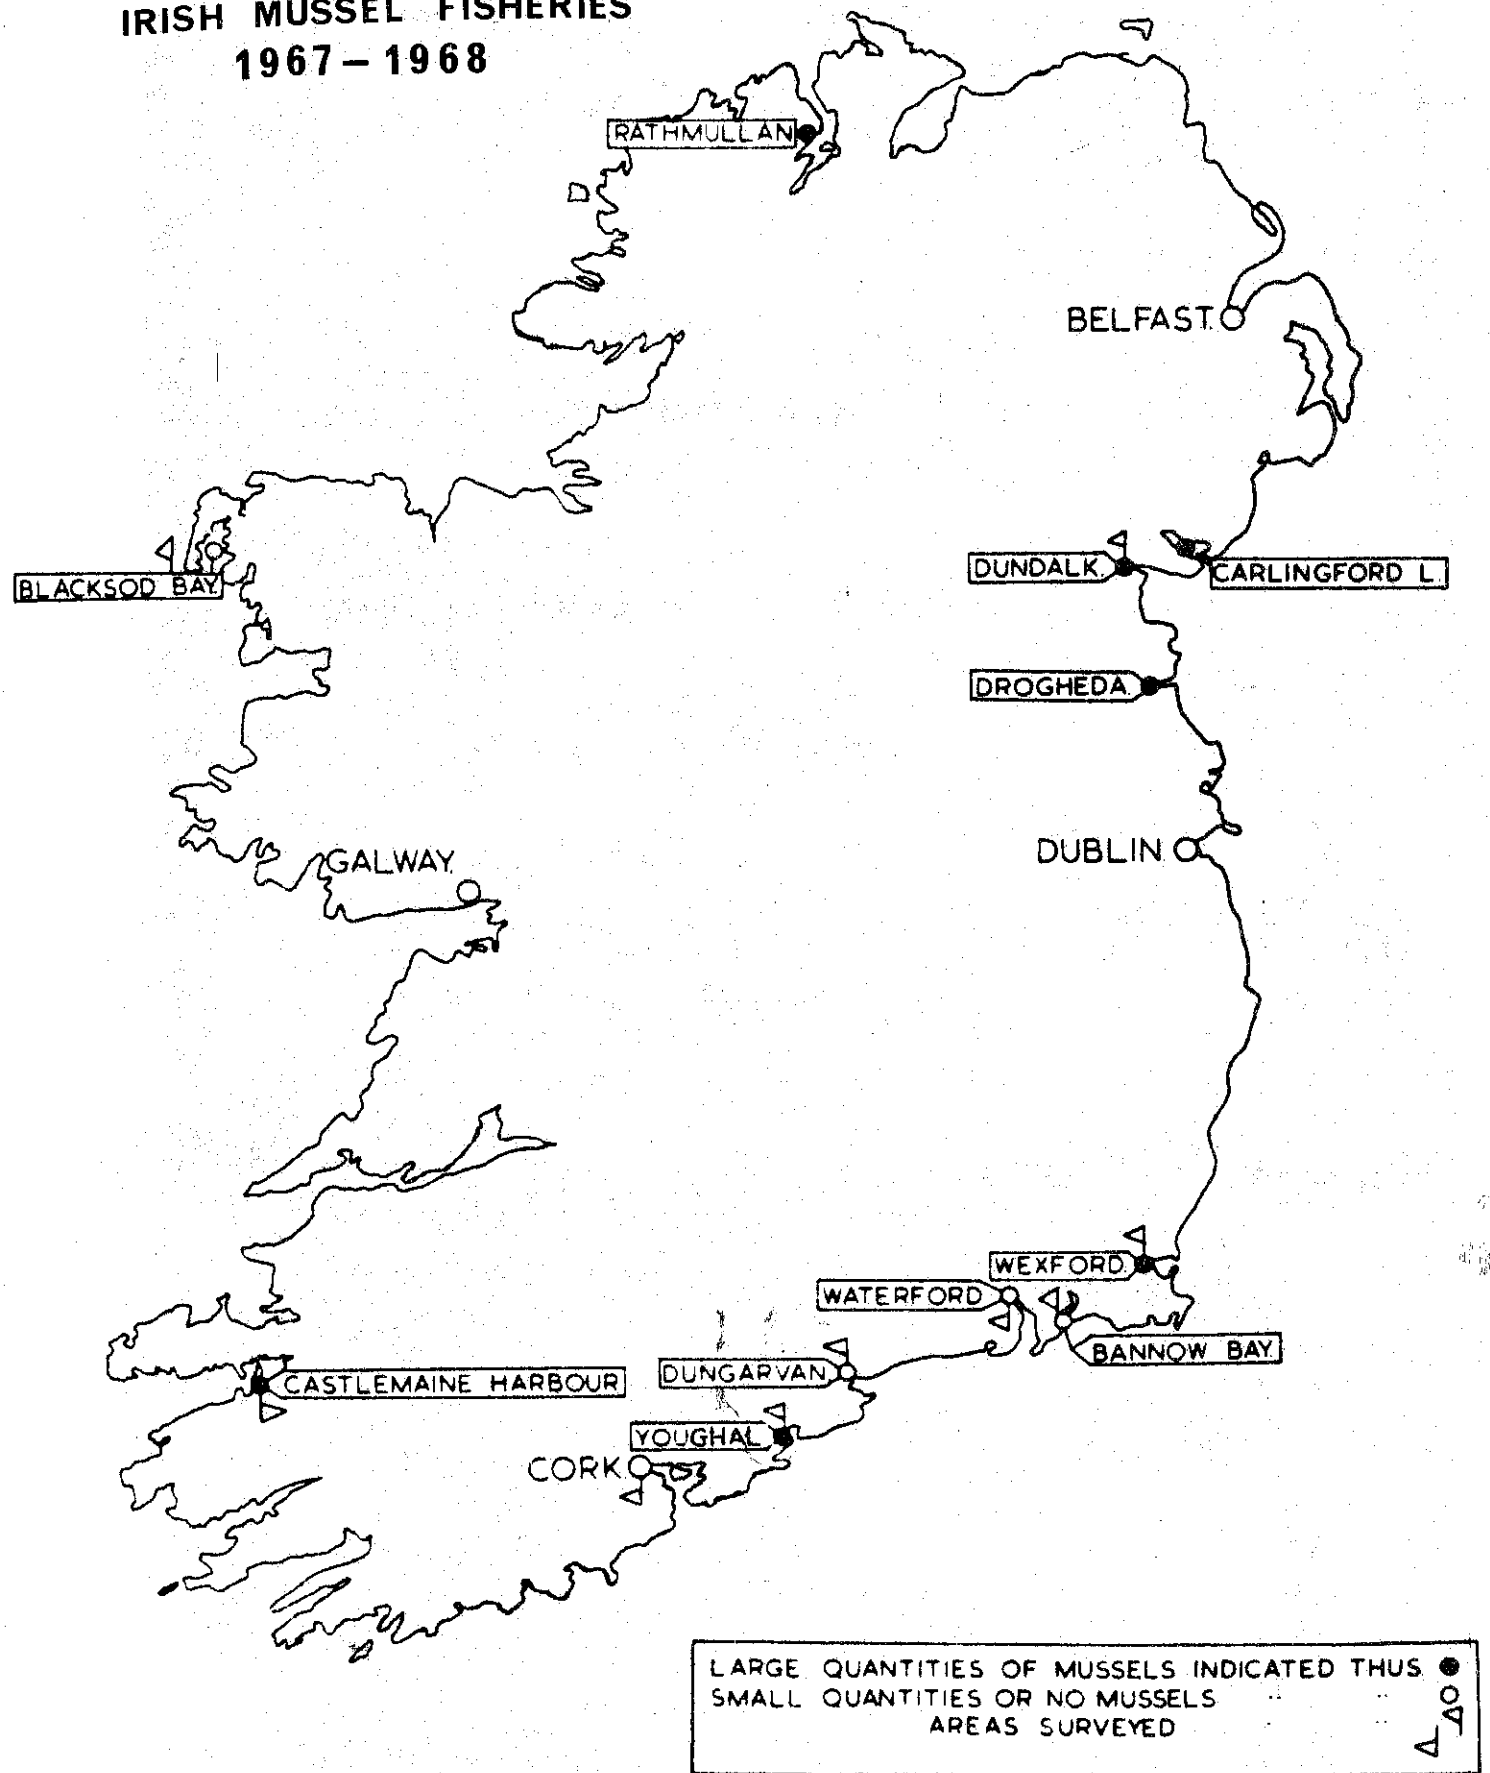 IRISH MUSSEL FISHERIES
1967 – 1968
RATHMULLAN
BELFAST.
BLACKSOD BAY.
DUNDALK.
CARLINGFORD L.
DROGHEDA.
GALWAY.
DUBLIN.
WEXFORD.
WATERFORD
BANNOW BAY.
DUNGARVAN
CASTLEMAINE HARBOUR
YOUGHAL
CORK.
LARGE QUANTITIES OF MUSSELS INDICATED THUS
SMALL QUANTITIES OR NO MUSSELS " "
AREAS SURVEYED " "